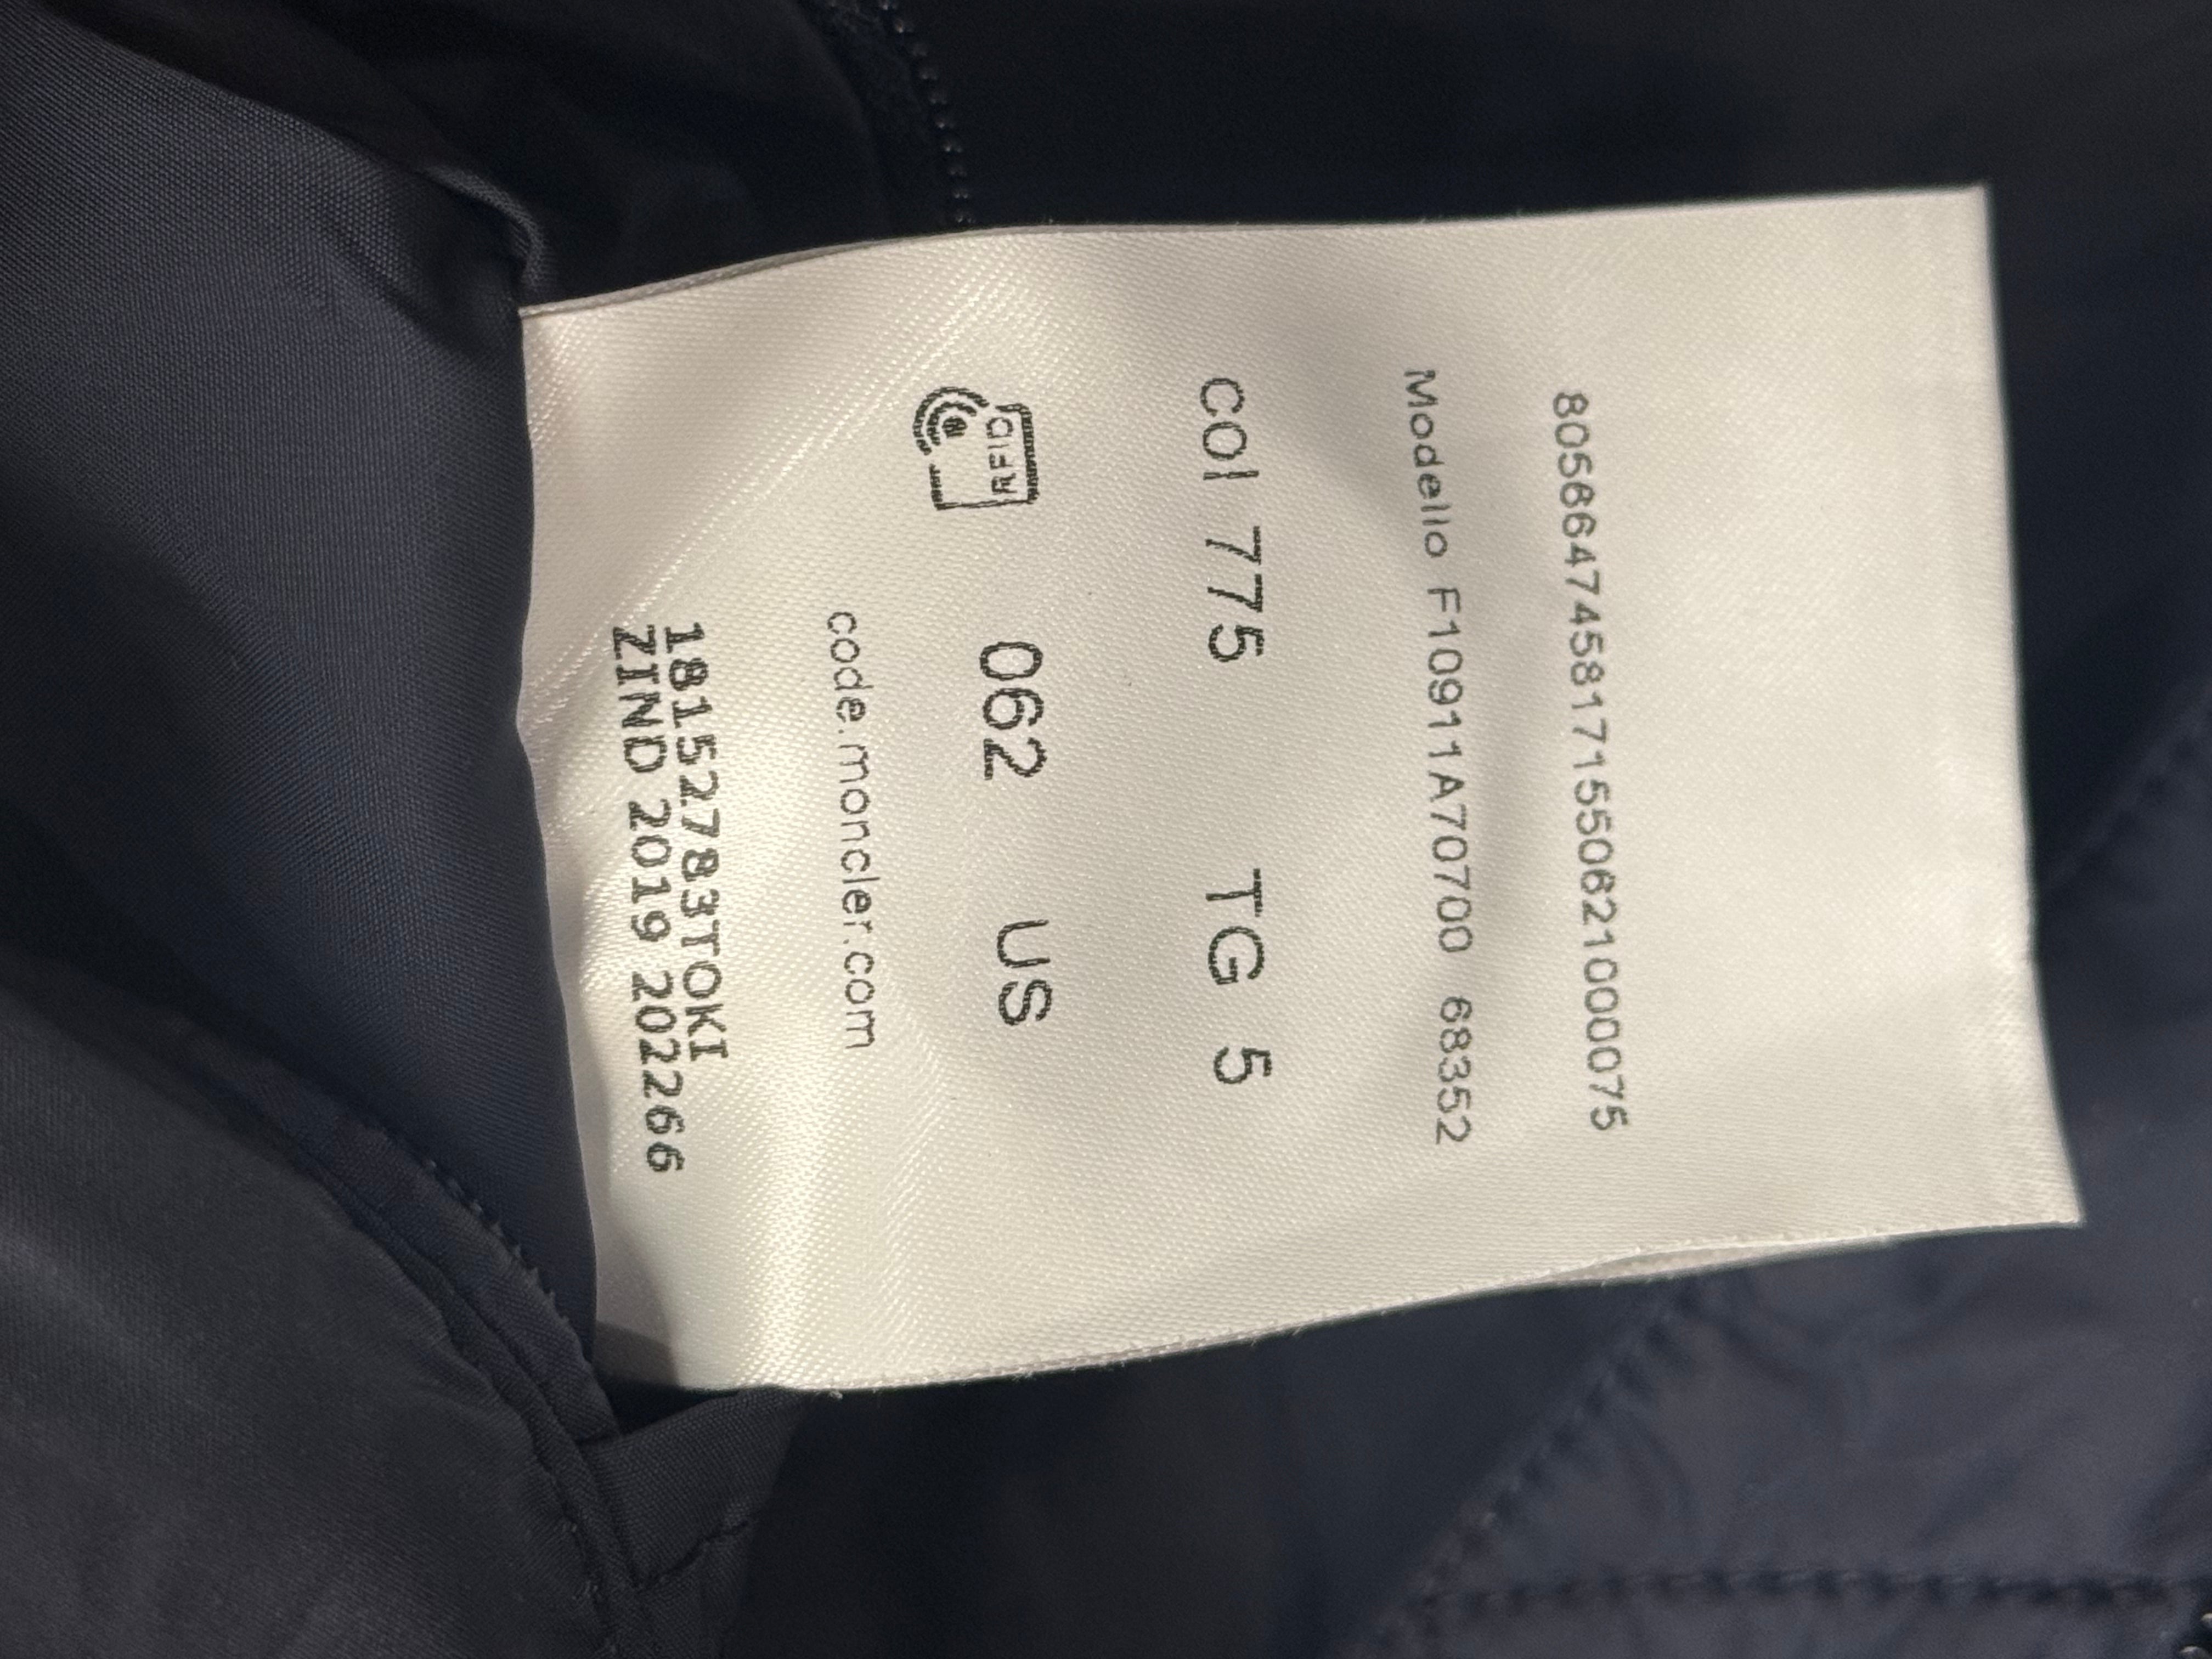 8056647458171550621000075
Modello F10911A70700 68352
Col 775 TG 5
RFID 062 US
code.moncler.com
18152783TOKI
ZIND 2019 202266